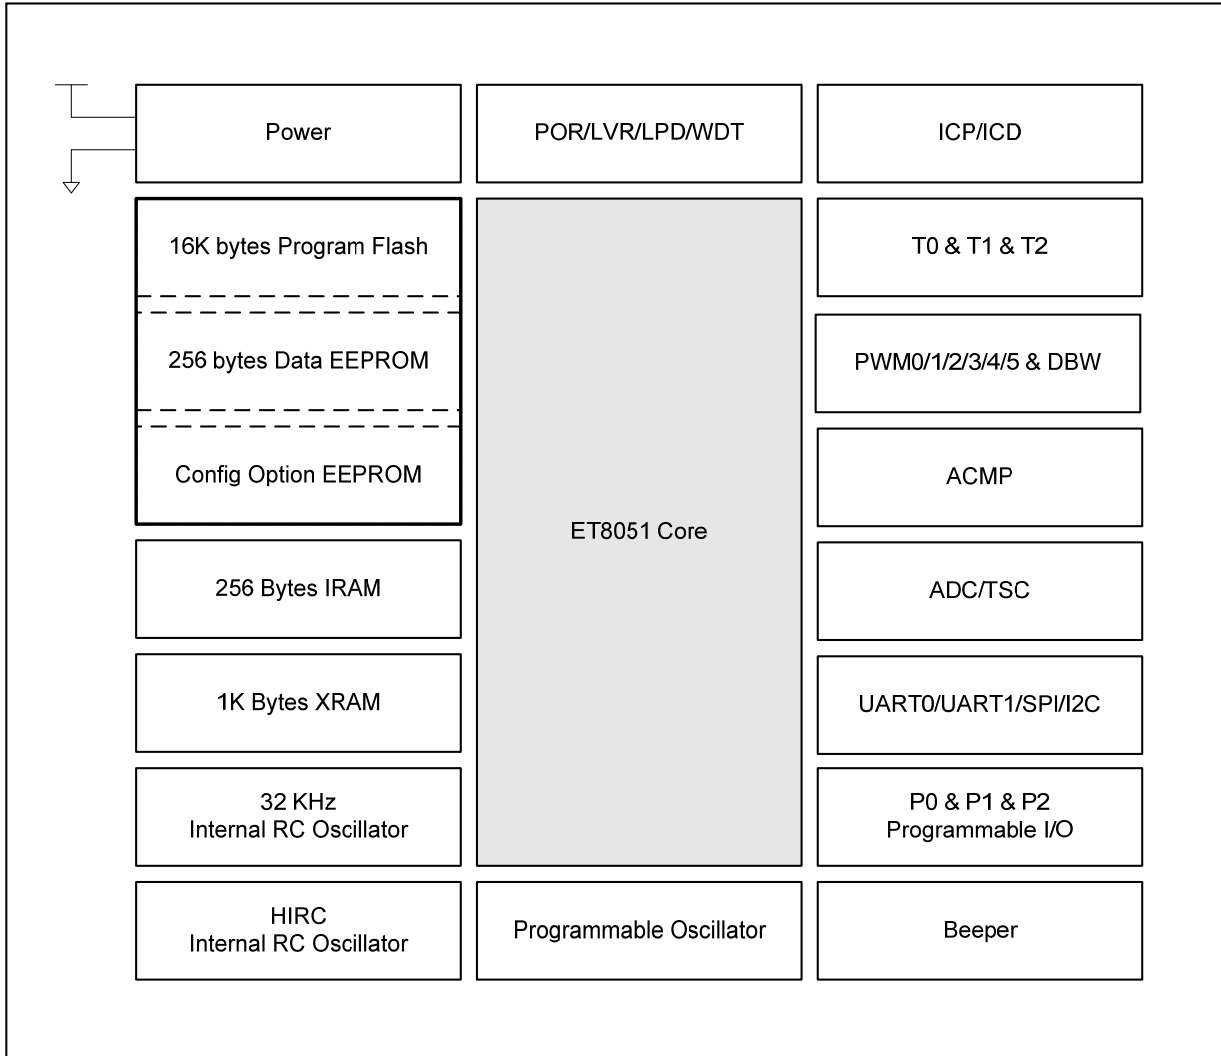 Power
POR/LVR/LPD/WDT
ICP/ICD
16K bytes Program Flash
256 bytes Data EEPROM
Config Option EEPROM
256 Bytes IRAM
1K Bytes XRAM
32 KHz
Internal RC Oscillator
HIRC
Internal RC Oscillator
ET8051 Core
Programmable Oscillator
T0 & T1 & T2
PWM0/1/2/3/4/5 & DBW
ACMP
ADC/TSC
UART0/UART1/SPI/I2C
P0 & P1 & P2
Programmable I/O
Beeper